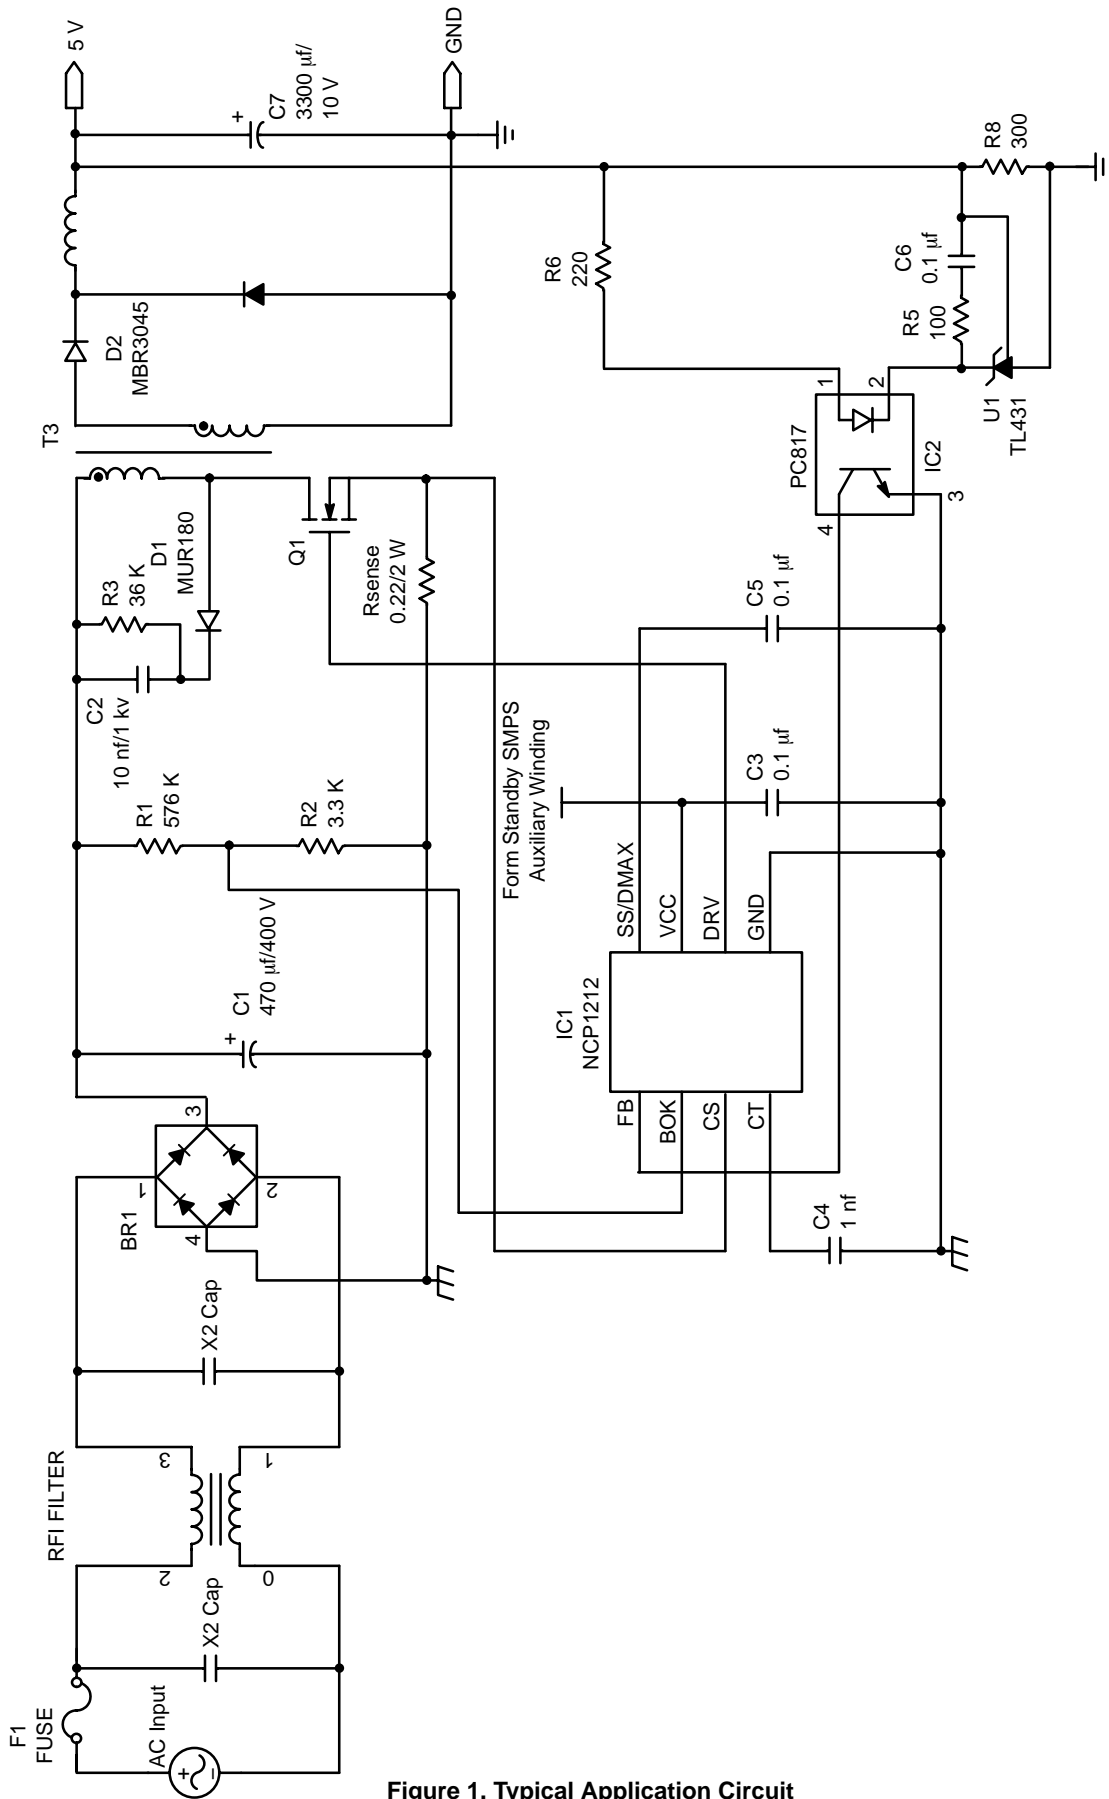 F1
FUSE
AC Input
X2 Cap
RFI FILTER
2
3
0
1
X2 Cap
BR1
1
2
3
4
C1
470 µf/400 V
+
R1
576 K
R2
3.3 K
C2
10 nf/1 kv
R3
36 K
D1
MUR180
Q1
Rsense
0.22/2 W
T3
D2
MBR3045
+
C7
3300 µf/
10 V
5 V
GND
Form Standby SMPS
Auxiliary Winding
IC1
NCP1212
FB
BOK
CS
CT
SS/DMAX
VCC
DRV
GND
C4
1 nf
C3
0.1 µf
C5
0.1 µf
PC817
4
1
2
3
IC2
R6
220
R5
100
C6
0.1 µf
U1
TL431
R8
300
Figure 1. Typical Application Circuit